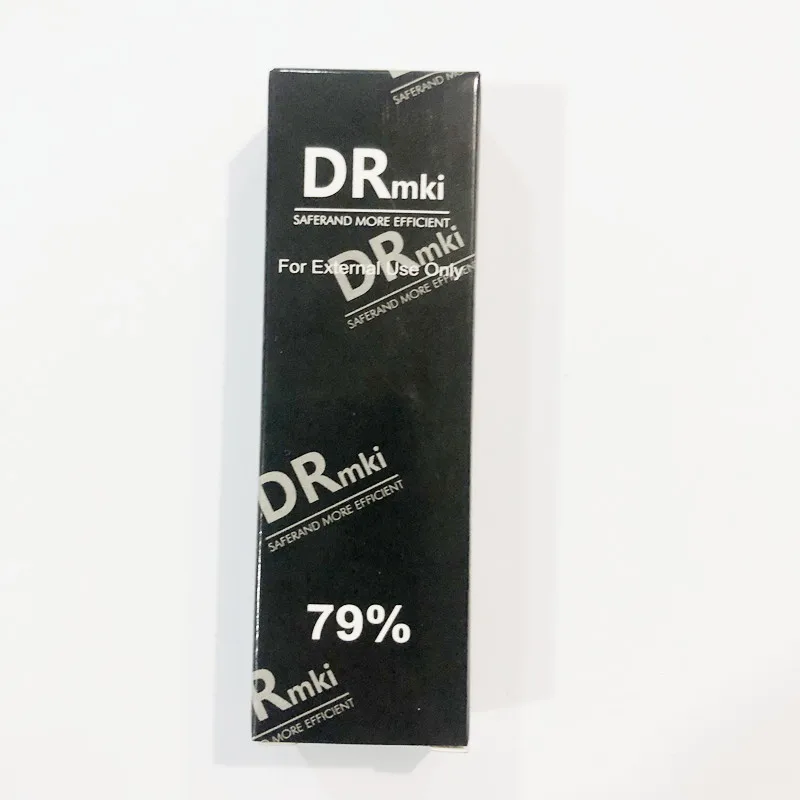 SAFERAND M
DRmki
SAFERAND MORE EFFICIENT
DRmki
For External Use Only
SAFERAND MORE EFFICIENT
DRmki
SAFERAND MORE EFFICIENT
79%
Rmki
MORE EFFICIENT